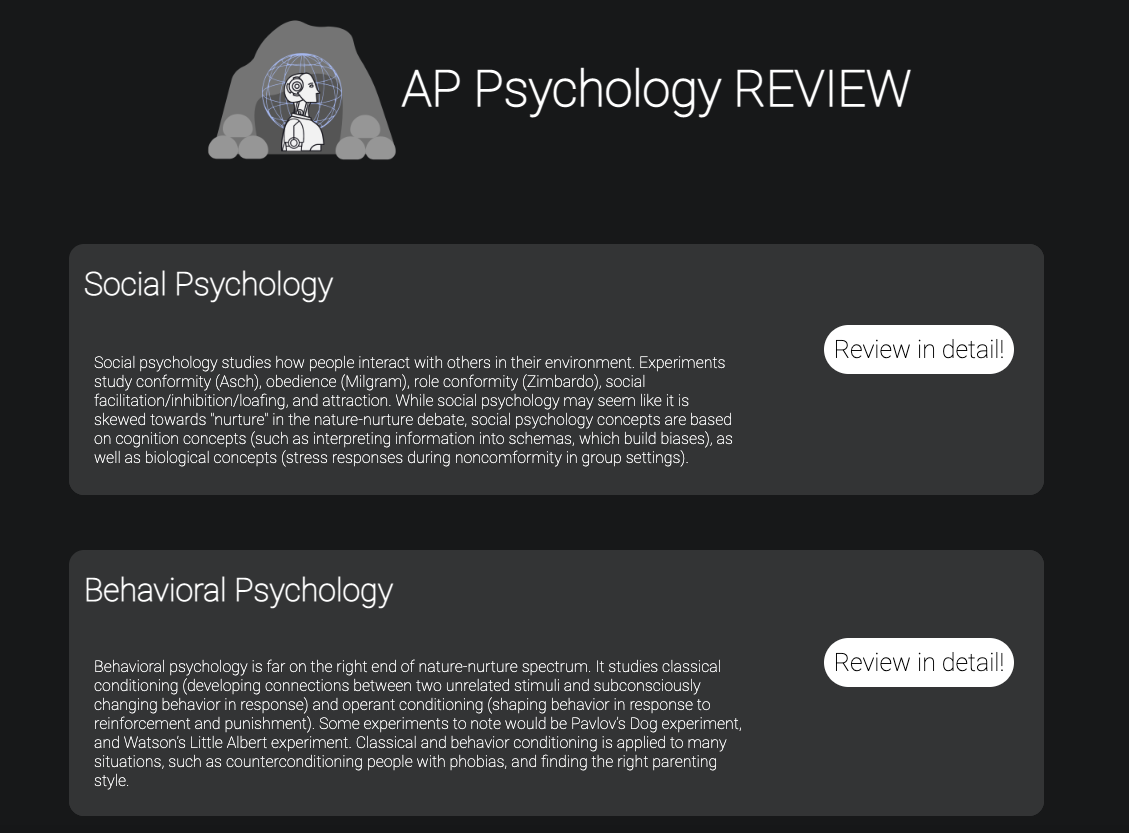 AP Psychology REVIEW
Social Psychology
Review in detail!
Social psychology studies how people interact with others in their environment. Experiments
study conformity (Asch), obedience (Milgram), role conformity (Zimbardo), social
facilitation/inhibition/loafing, and attraction. While social psychology may seem like it is
skewed towards "nurture" in the nature-nurture debate, social psychology concepts are based
on cognition concepts (such as interpreting information into schemas, which build biases), as
well as biological concepts (stress responses during noncomformity in group settings).
Behavioral Psychology
Review in detail!
Behavioral psychology is far on the right end of nature-nurture spectrum. It studies classical
conditioning (developing connections between two unrelated stimuli and subconsciously
changing behavior in response) and operant conditioning (shaping behavior in response to
reinforcement and punishment). Some experiments to note would be Pavlov's Dog experiment,
and Watson's Little Albert experiment. Classical and behavior conditioning is applied to many
situations, such as counterconditioning people with phobias, and finding the right parenting
style.